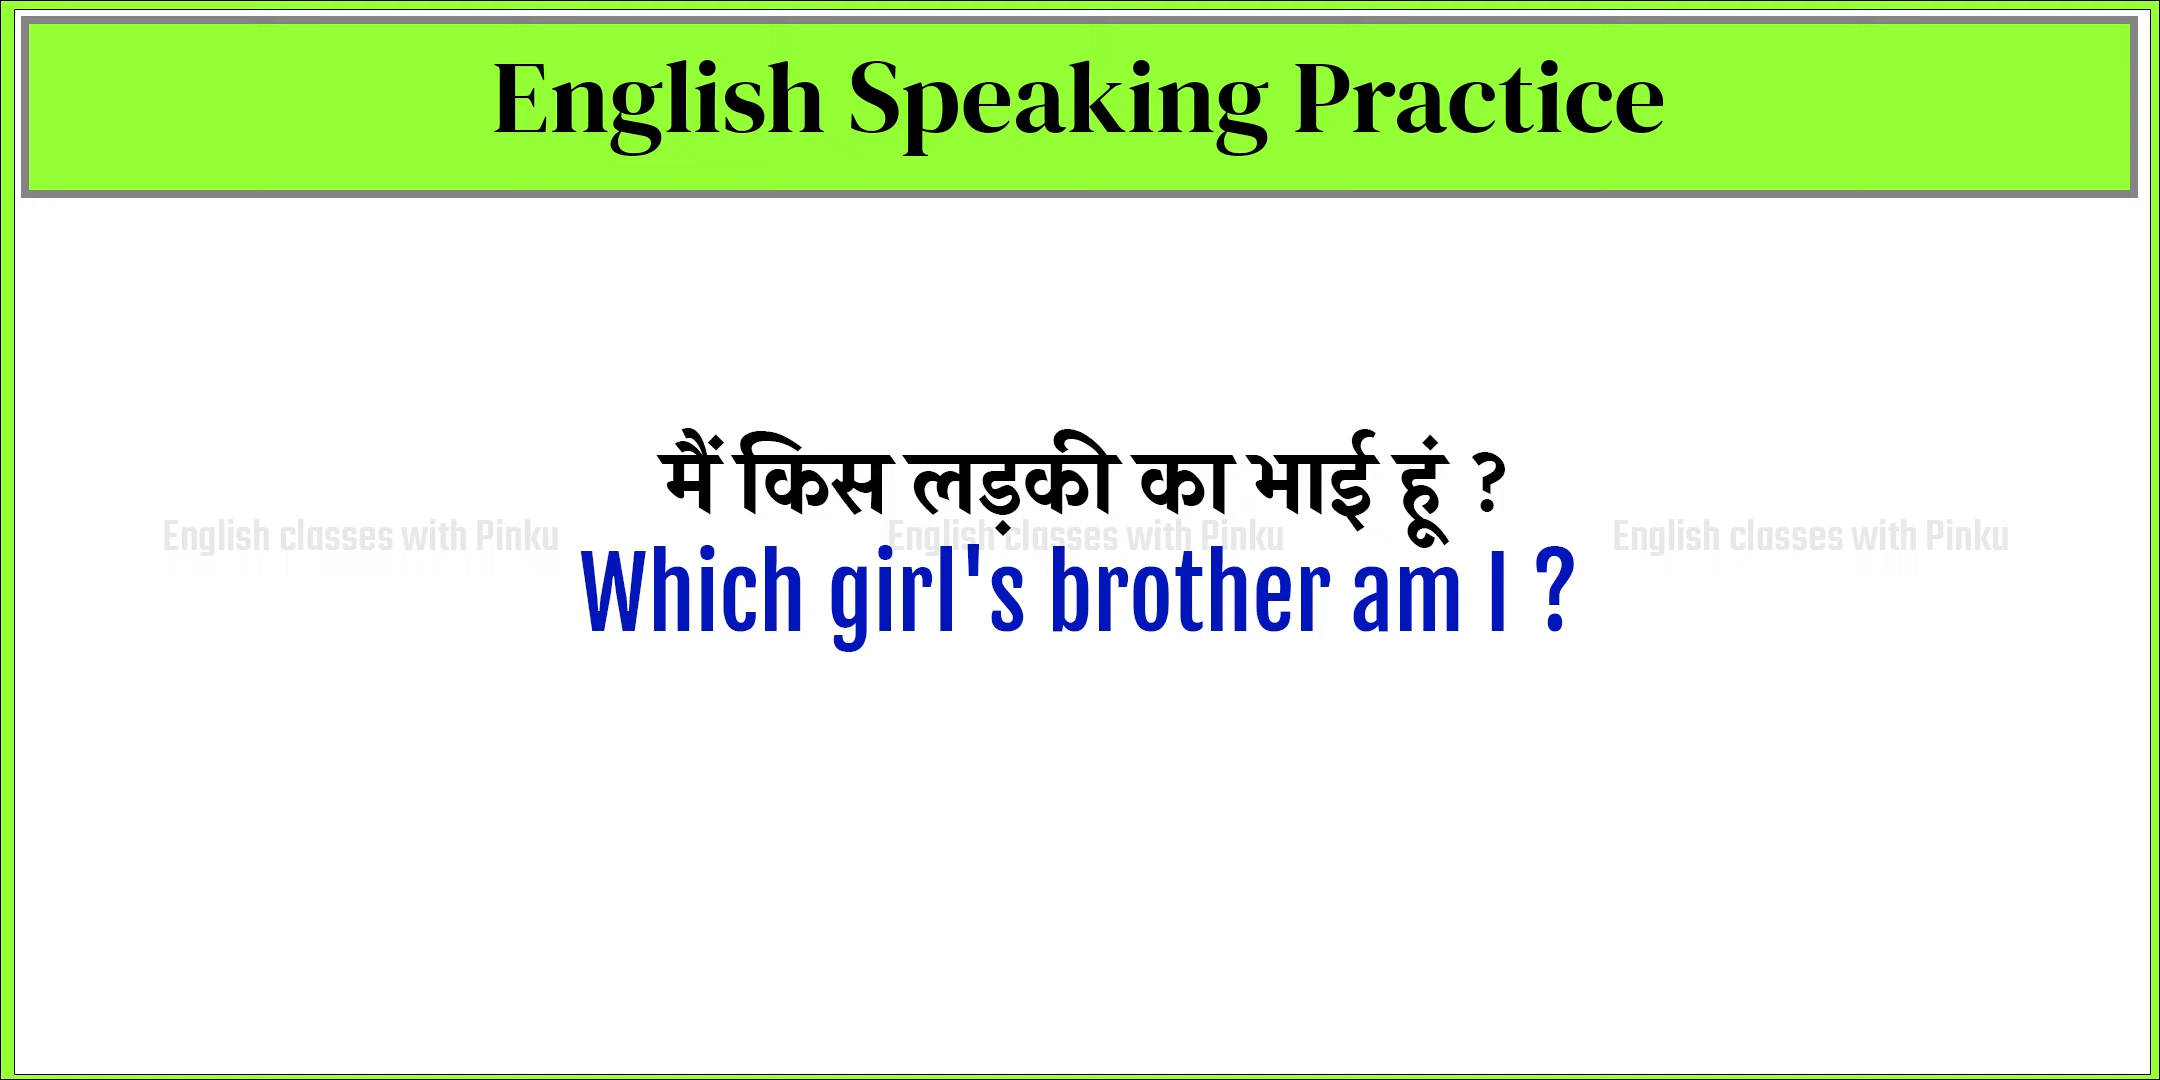 English Speaking Practice
मैं किस लड़की का भाई हूं ?
English classes with Pinku English classes with Pinku English classes with Pinku
Which girl's brother am I ?